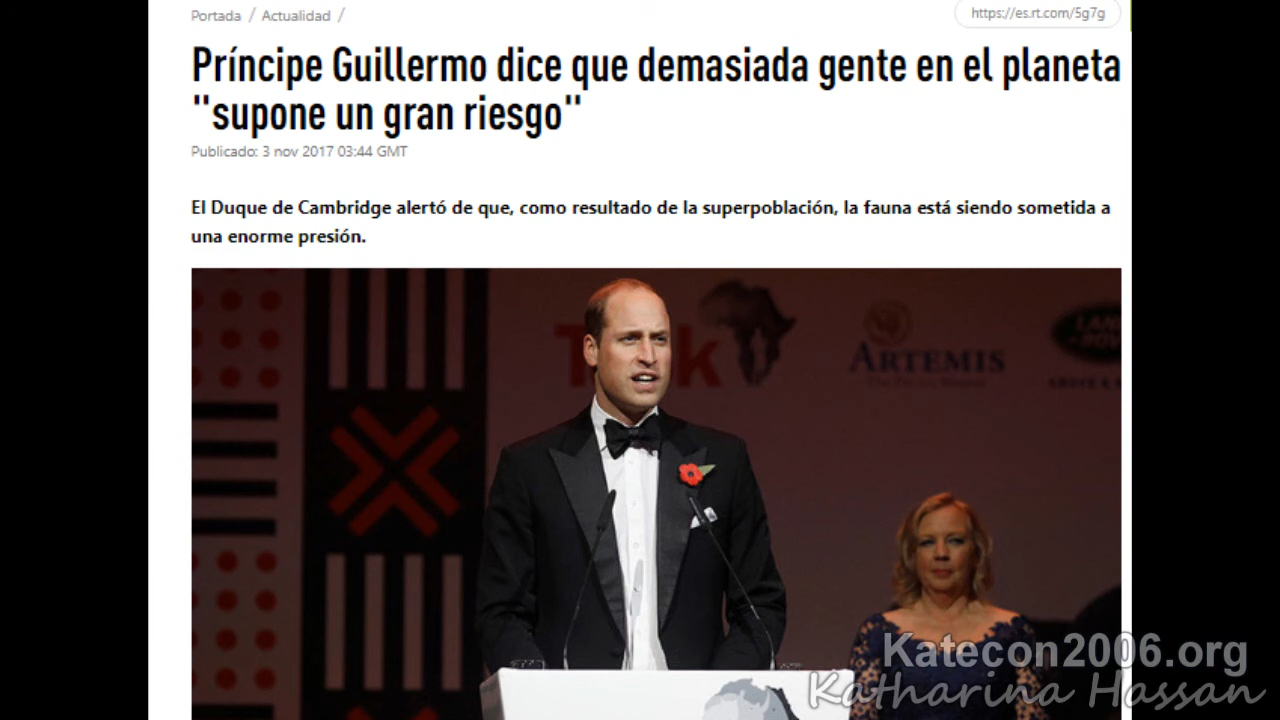 Portada / Actualidad /
https://es.rt.com/5g7g
Príncipe Guillermo dice que demasiada gente en el planeta
"supone un gran riesgo"
Publicado: 3 nov 2017 03:44 GMT
El Duque de Cambridge alertó de que, como resultado de la superpoblación, la fauna está siendo sometida a
una enorme presión.
ARTEMIS
Katecon2006.org
Katharina Hassan